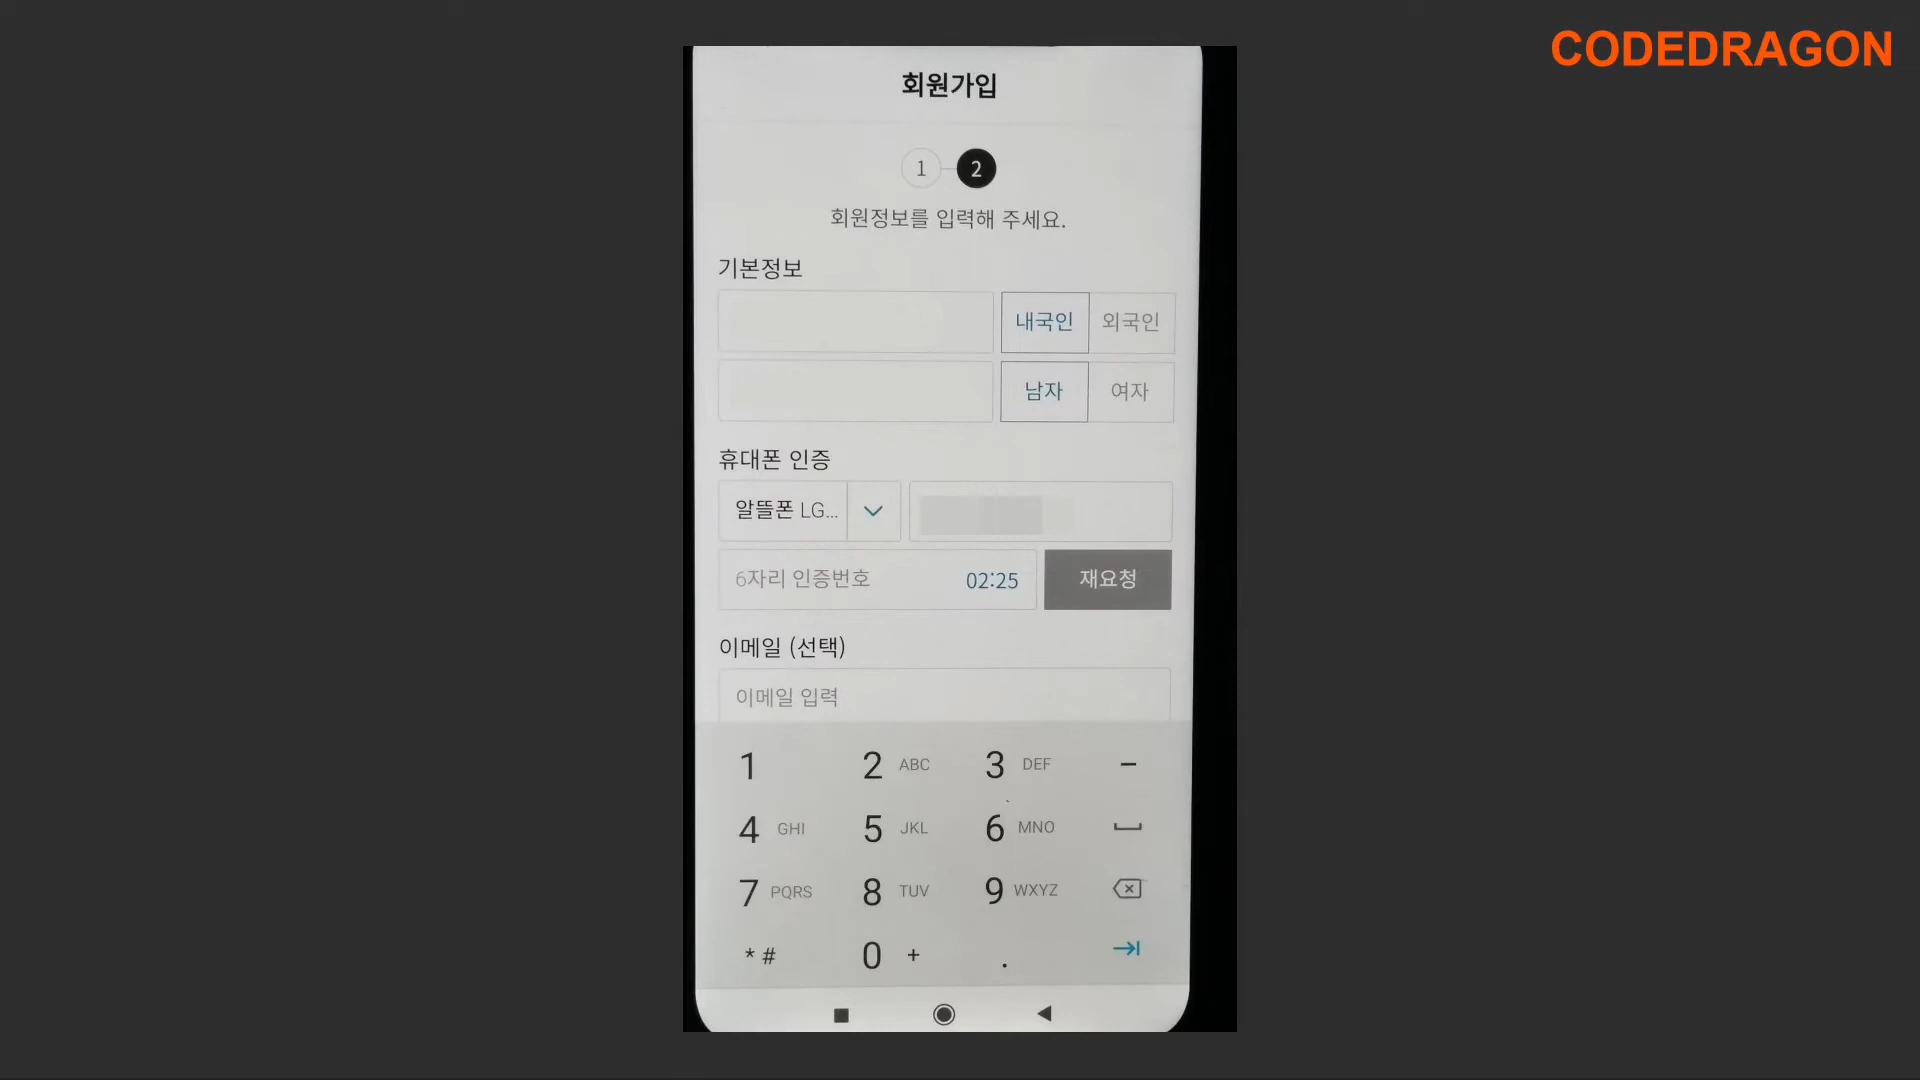 CODEDRAGON
회원가입
1 2
회원정보를 입력해 주세요.
기본정보
내국인 외국인
남자 여자
휴대폰 인증
알뜰폰 LG...
6자리 인증번호 02:25 재요청
이메일 (선택)
이메일 입력
1 2 ABC 3 DEF -
4 GHI 5 JKL 6 MNO
7 PQRS 8 TUV 9 WXYZ
* # 0 + .